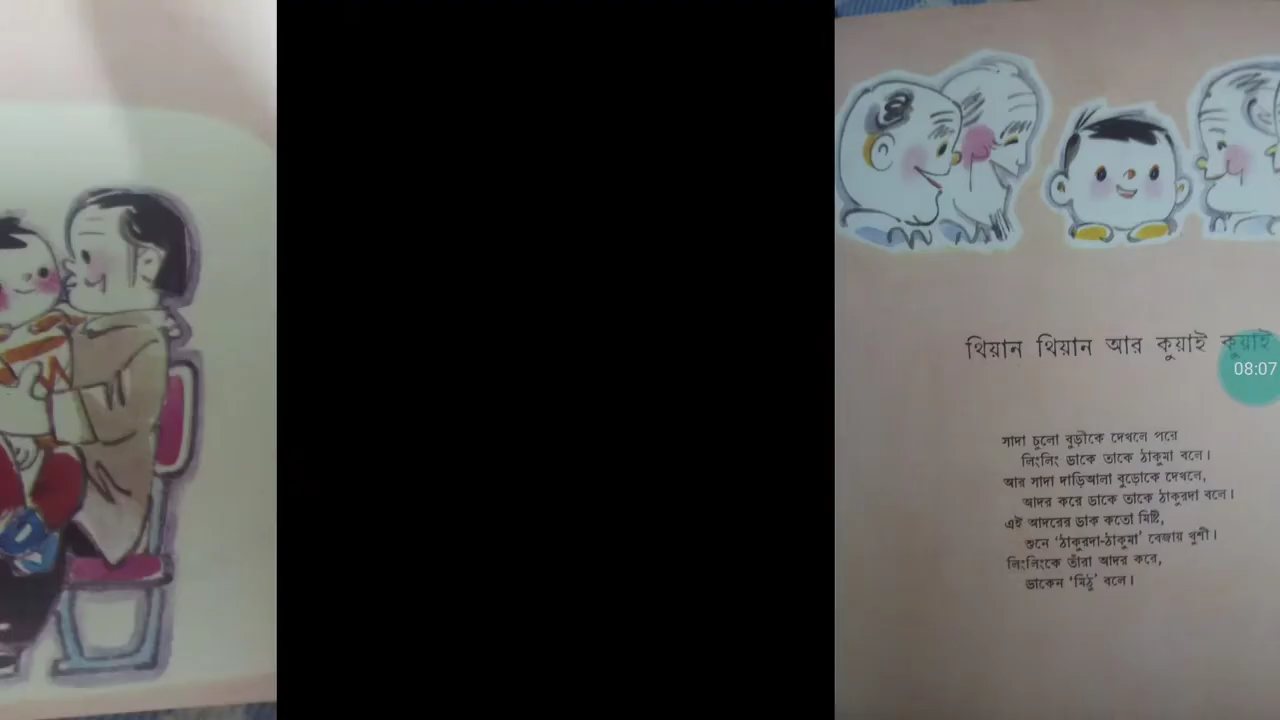 থিয়ান থিয়ান আর কুয়াই কুয়াই
08:07
সাদা চুলো বুড়ীকে দেখলে পরে
লিংলিং ডাকে তাকে ঠাকুমা বলে।
আর সাদা দাড়িআলা বুড়োকে দেখলে,
আদর করে ডাকে তাকে ঠাকুরদা বলে।
এই আদরের ডাক কতো মিষ্টি,
শুনে ‘ঠাকুরদা-ঠাকুমা’ বেজায় খুশী।
লিংলিংকে তাঁরা আদর করে,
ডাকেন ‘মিঠু’ বলে।